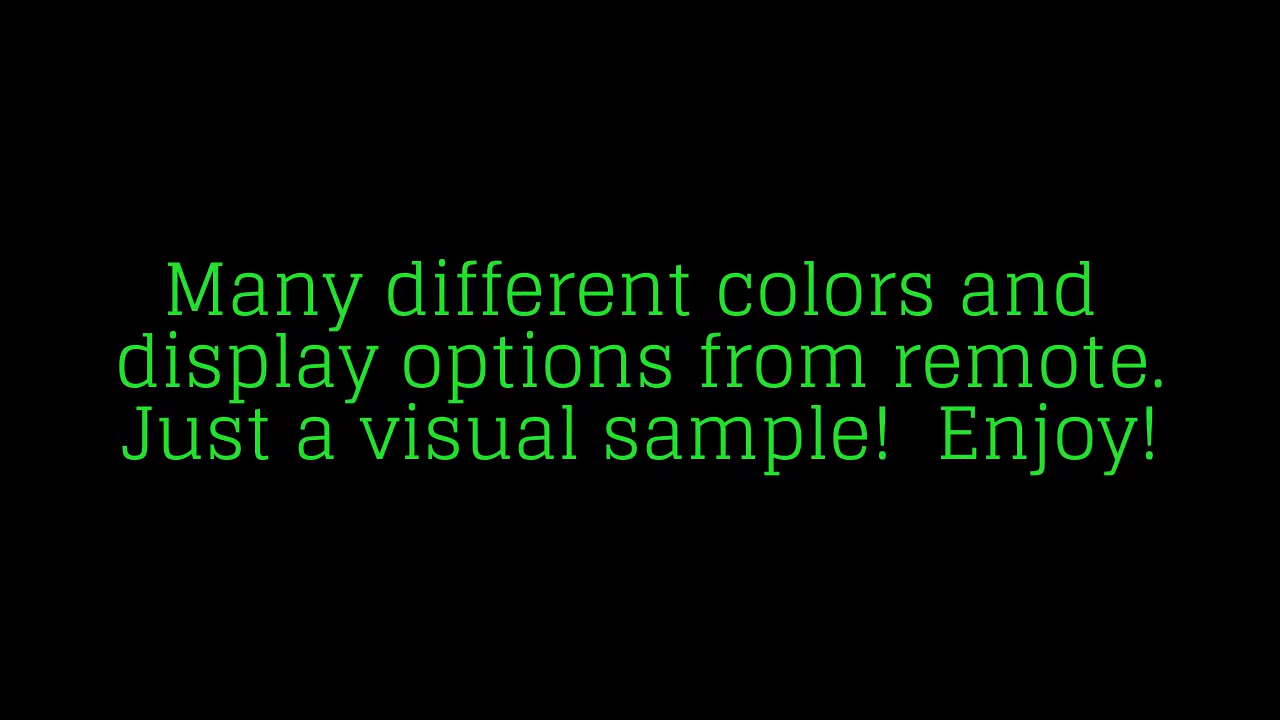 Many different colors and
display options from remote.
Just a visual sample!  Enjoy!